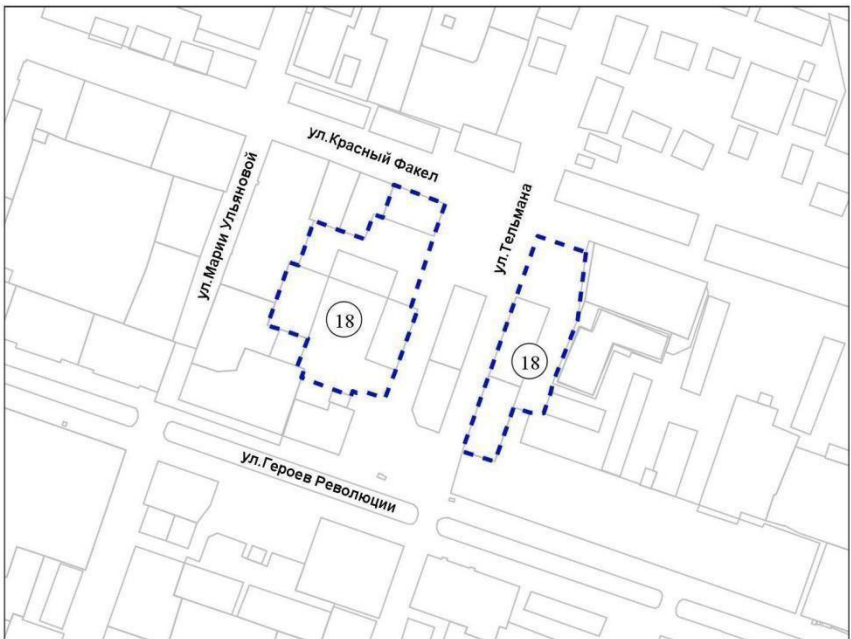 ул.Красный Факел
ул.Марии Ульяновой
ул.Тельмана
18
18
ул.Героев Революции